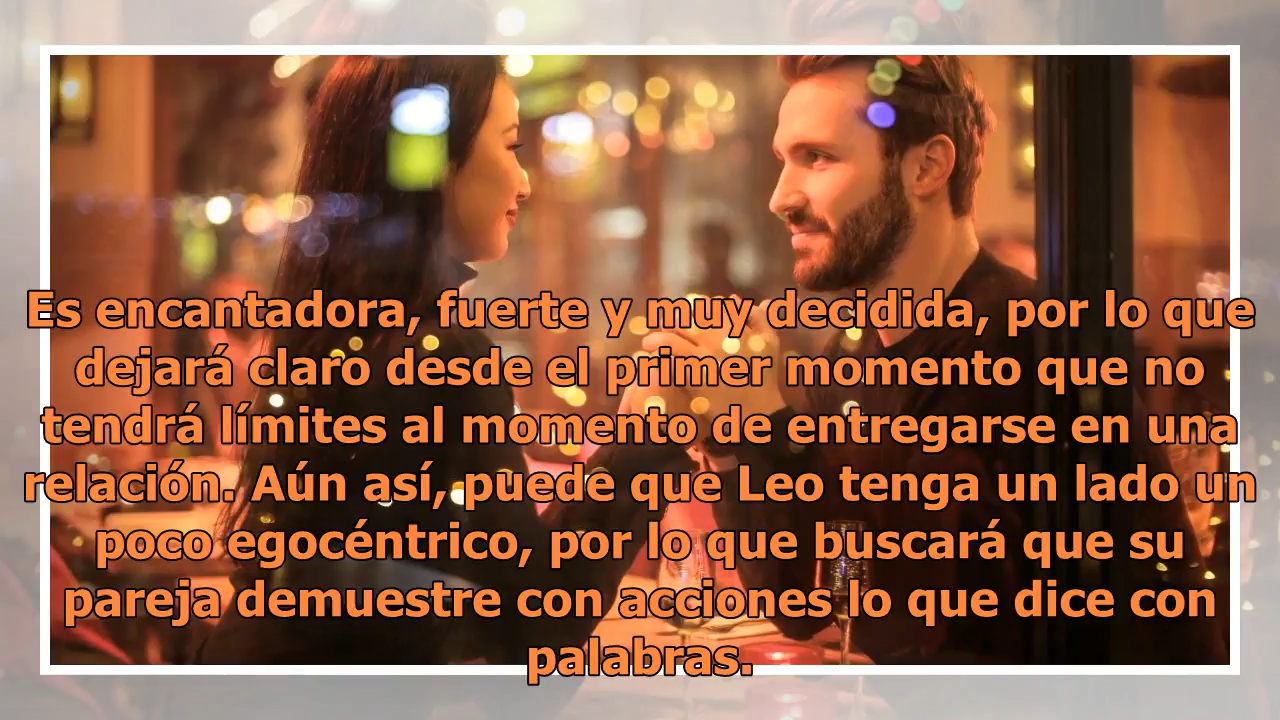 Es encantadora, fuerte y muy decidida, por lo que
dejará claro desde el primer momento que no
tendrá límites al momento de entregarse en una
relación. Aún así, puede que Leo tenga un lado un
poco egocéntrico, por lo que buscará que su
pareja demuestre con acciones lo que dice con
palabras.